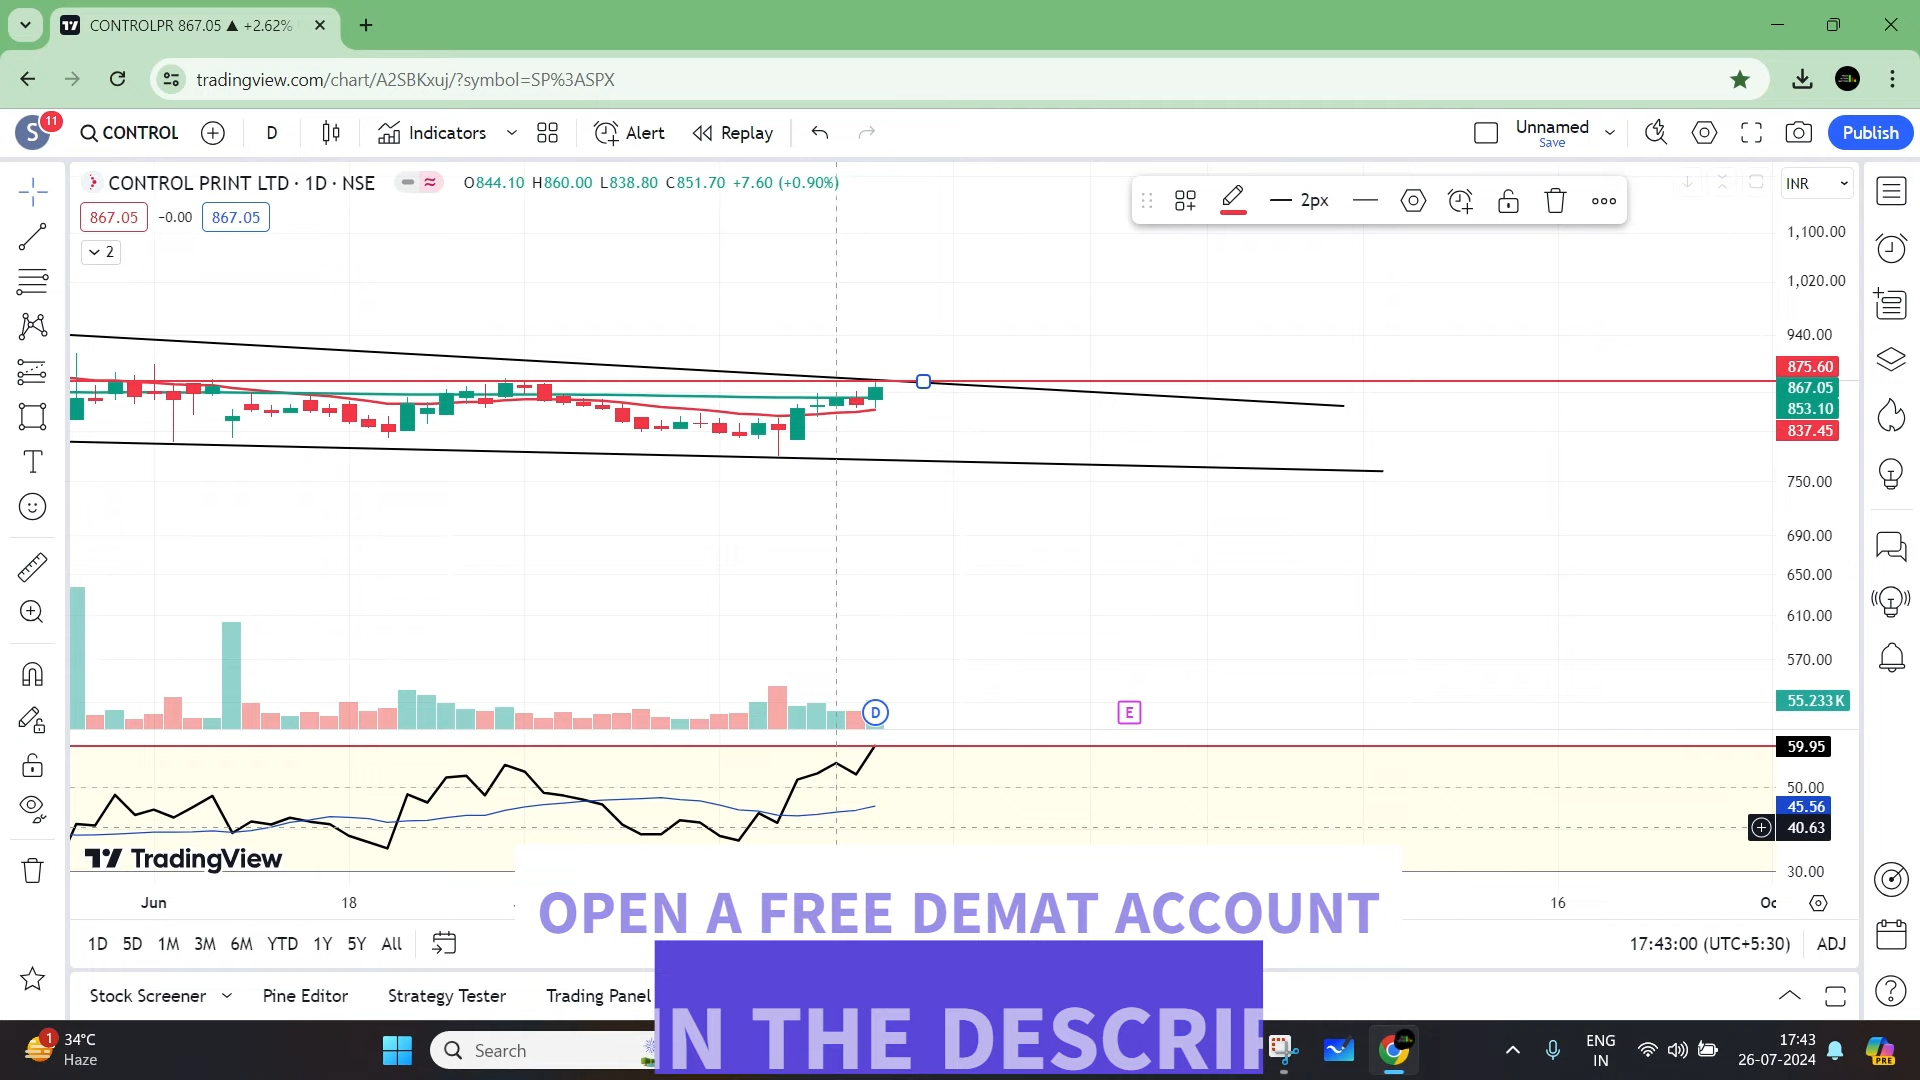 CONTROLPR 867.05 ▲ +2.62%
tradingview.com/chart/A2SBKxuj/?symbol=SP%3ASPX
S 11 CONTROL D Indicators Alert Replay Unnamed Save Publish
CONTROL PRINT LTD · 1D · NSE O844.10 H860.00 L838.80 C851.70 +7.60 (+0.90%)
2px
INR
867.05 −0.00 867.05
2
1,100.00
1,020.00
940.00
875.60
867.05
853.10
837.45
750.00
690.00
650.00
610.00
570.00
55.233K
D E
59.95
50.00
45.56
40.63
30.00
TradingView
Jun 18 16
1D 5D 1M 3M 6M YTD 1Y 5Y All
17:43:00 (UTC+5:30) ADJ
OPEN A FREE DEMAT ACCOUNT
Stock Screener Pine Editor Strategy Tester Trading Panel
IN THE DESCRIP
1 34°C
Haze
Search
ENG
IN
17:43
26-07-2024
PRE